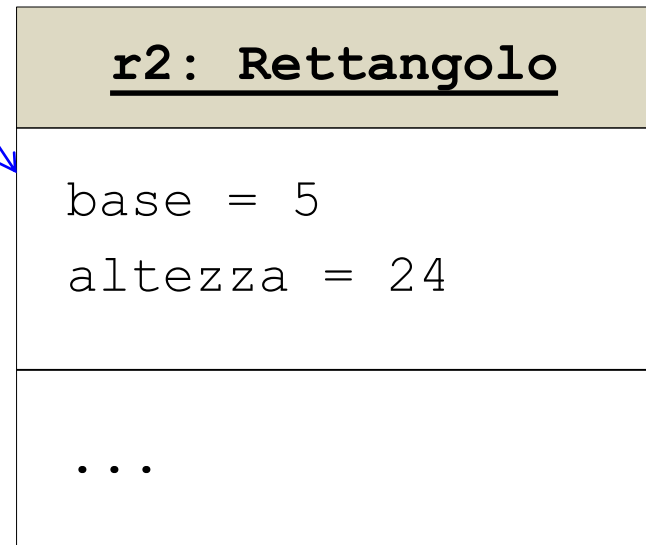 r2: Rettangolo
base = 5
altezza = 24
...